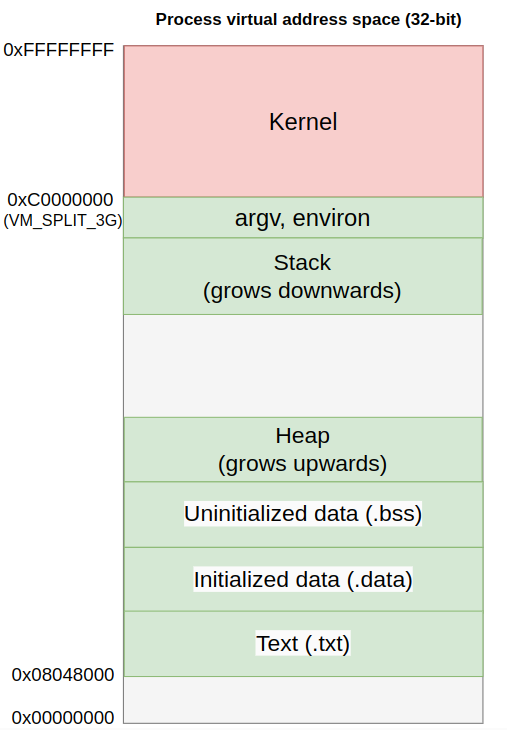 Process virtual address space (32-bit)
0xFFFFFFFF
Kernel
0xC0000000
(VM_SPLIT_3G)
argv, environ
Stack
(grows downwards)
Heap
(grows upwards)
Uninitialized data (.bss)
Initialized data (.data)
Text (.txt)
0x08048000
0x00000000